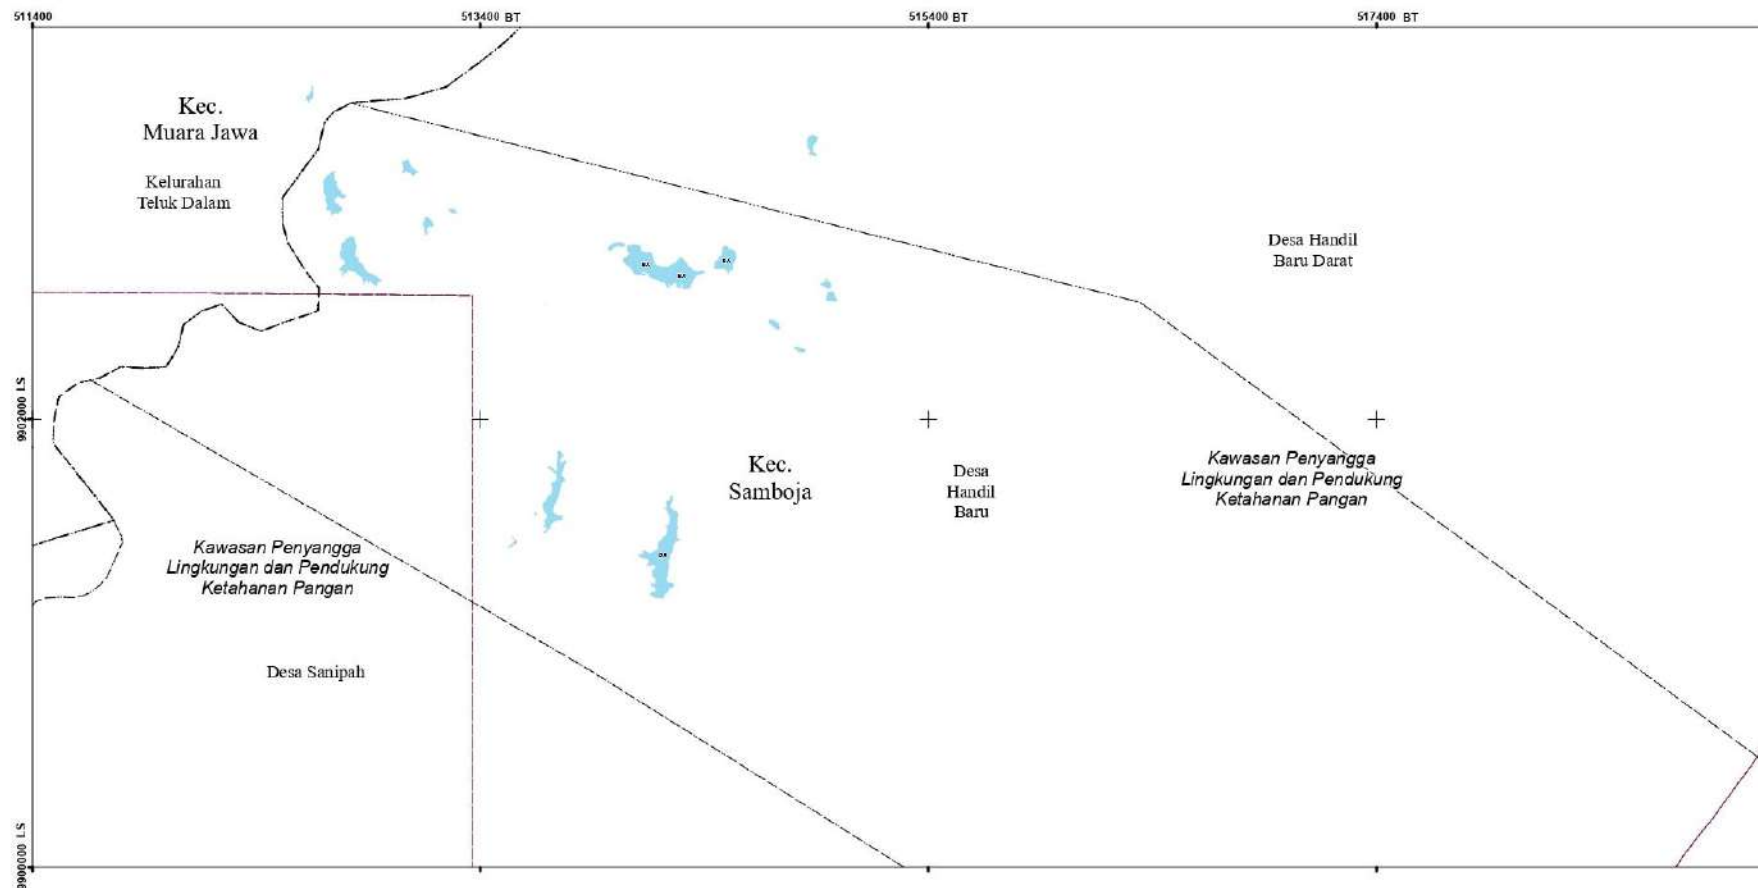 511400
513400 BT
515400 BT
517400 BT
Kec.
Muara Jawa
Kelurahan
Teluk Dalam
Desa Handil
Baru Darat
9902000 LS
Kec.
Samboja
Desa
Handil
Baru
Kawasan Penyangga
Lingkungan dan Pendukung
Ketahanan Pangan
Kawasan Penyangga
Lingkungan dan Pendukung
Ketahanan Pangan
Desa Sanipah
9900000 LS